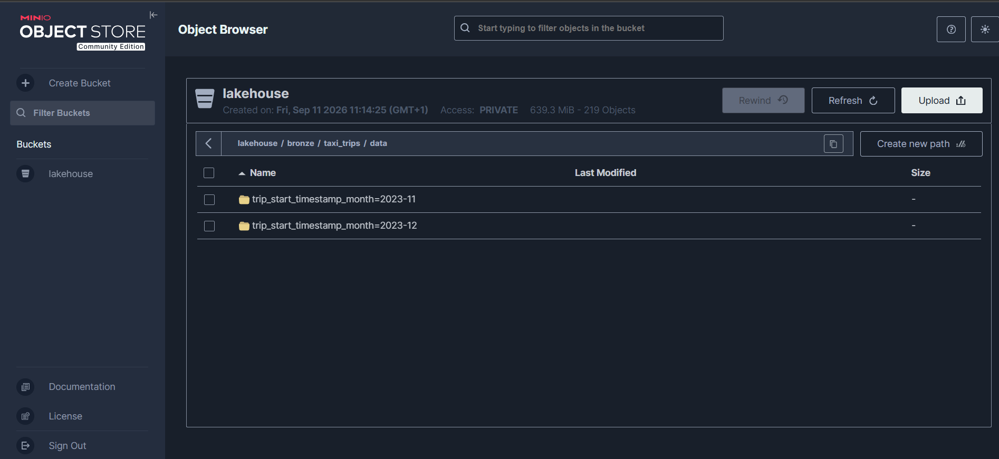 MINIO
OBJECT STORE
Community Edition
Create Bucket
Filter Buckets
Buckets
lakehouse
Documentation
License
Sign Out
Object Browser
Start typing to filter objects in the bucket
lakehouse
Created on: Fri, Sep 11 2026 11:14:25 (GMT+1) Access: PRIVATE 639.3 MiB - 219 Objects
Rewind
Refresh
Upload
lakehouse / bronze / taxi_trips / data
Create new path
Name Last Modified Size
trip_start_timestamp_month=2023-11 -
trip_start_timestamp_month=2023-12 -